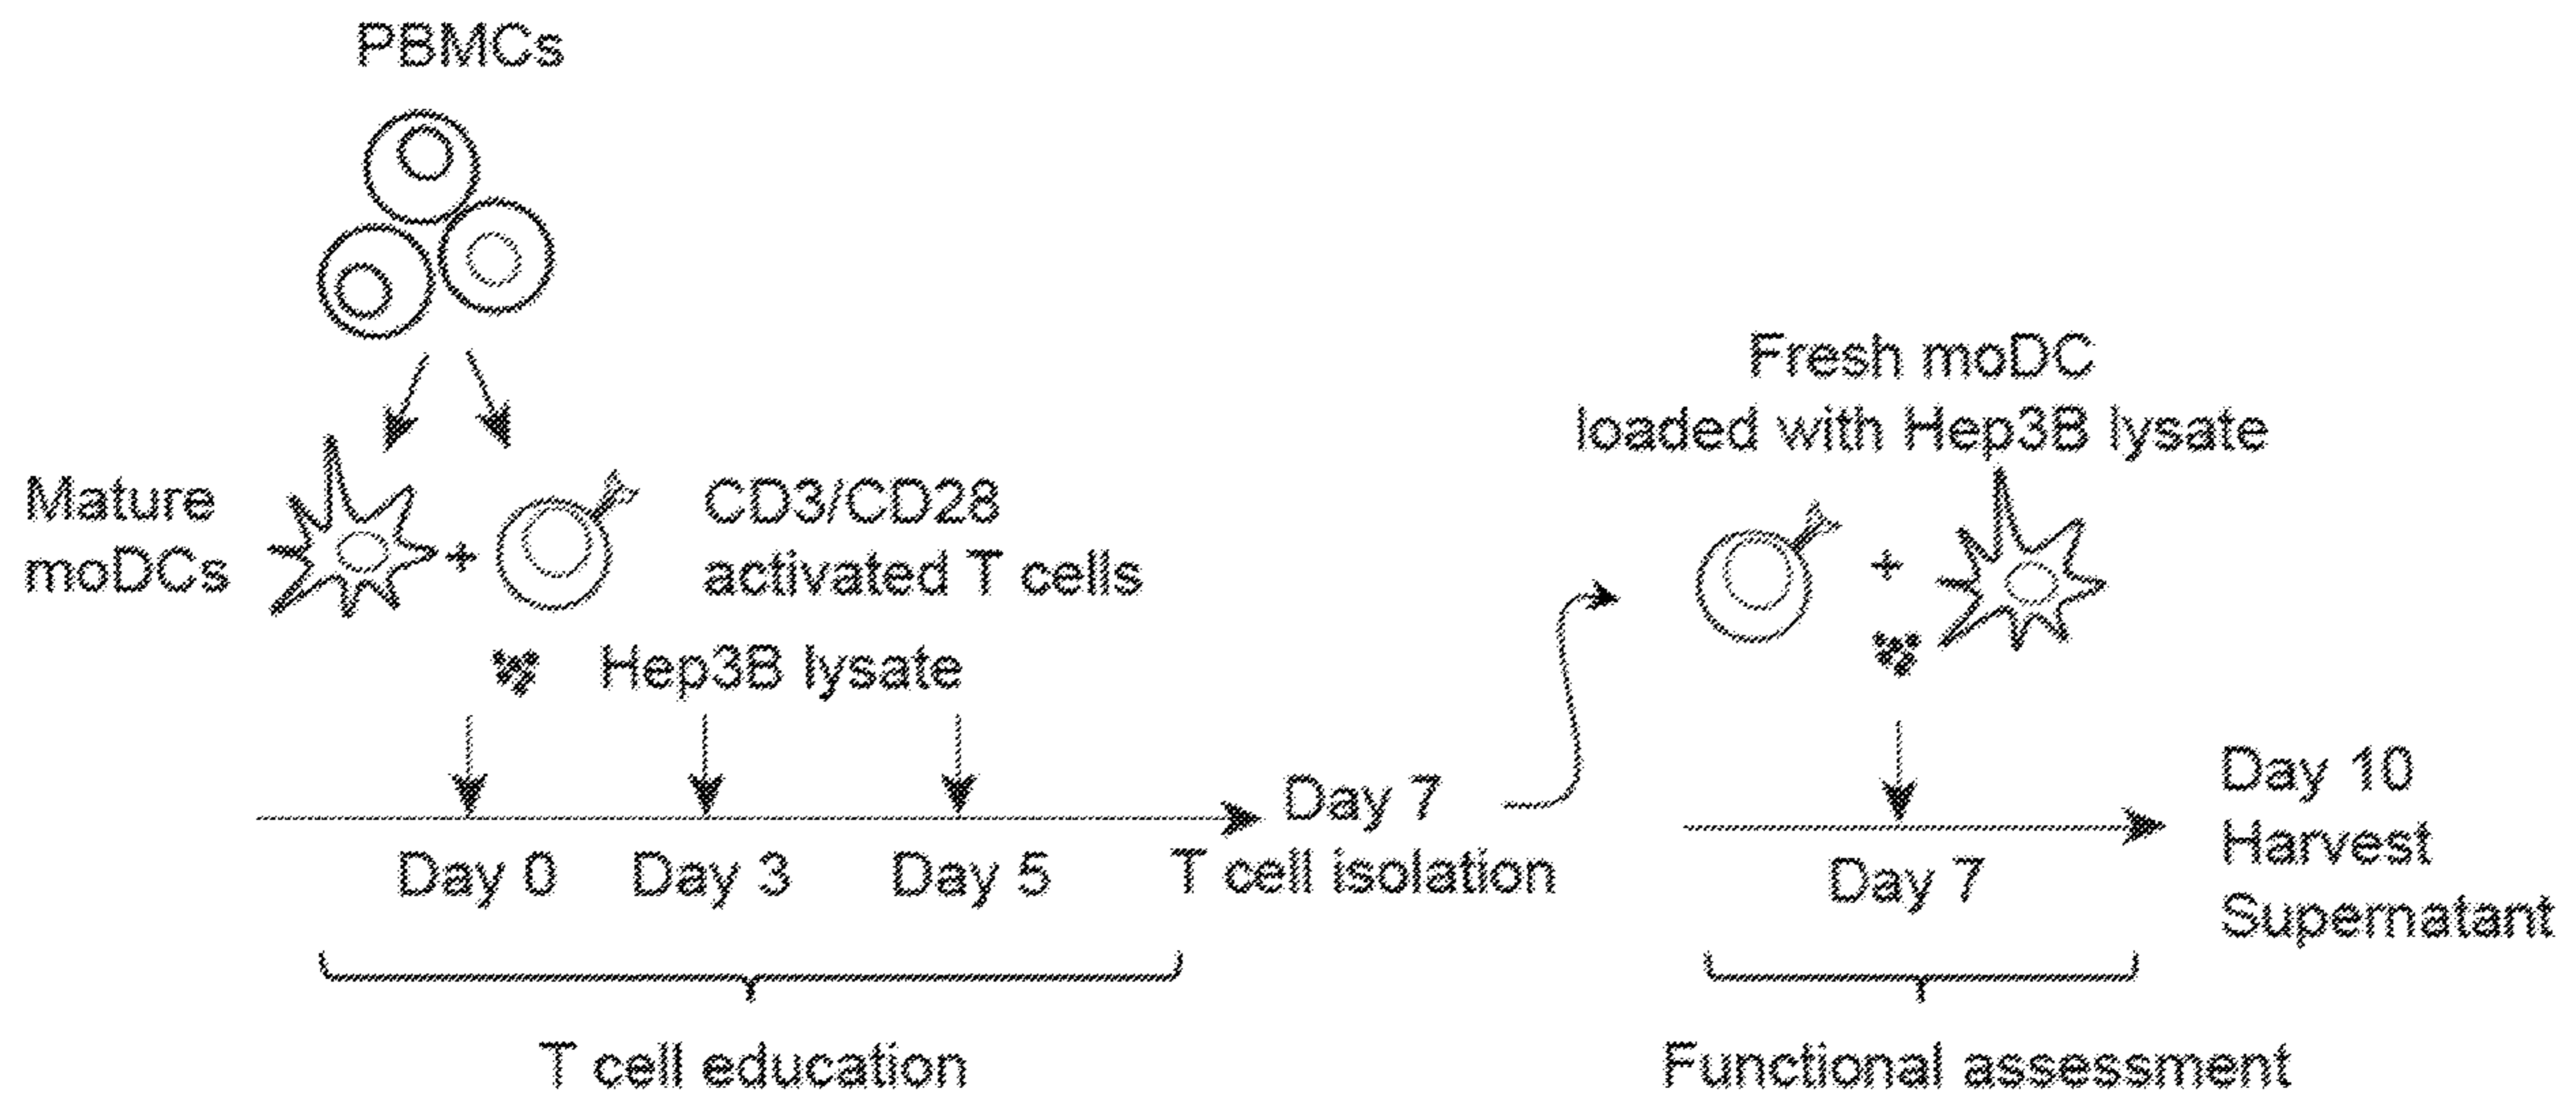 PBMCs
Mature
moDCs
+
CD3/CD28
activated T cells
Hep3B lysate
Day 0
Day 3
Day 5
Day 7
T cell isolation
T cell education
Fresh moDC
loaded with Hep3B lysate
+
Day 7
Day 10
Harvest
Supernatant
Functional assessment